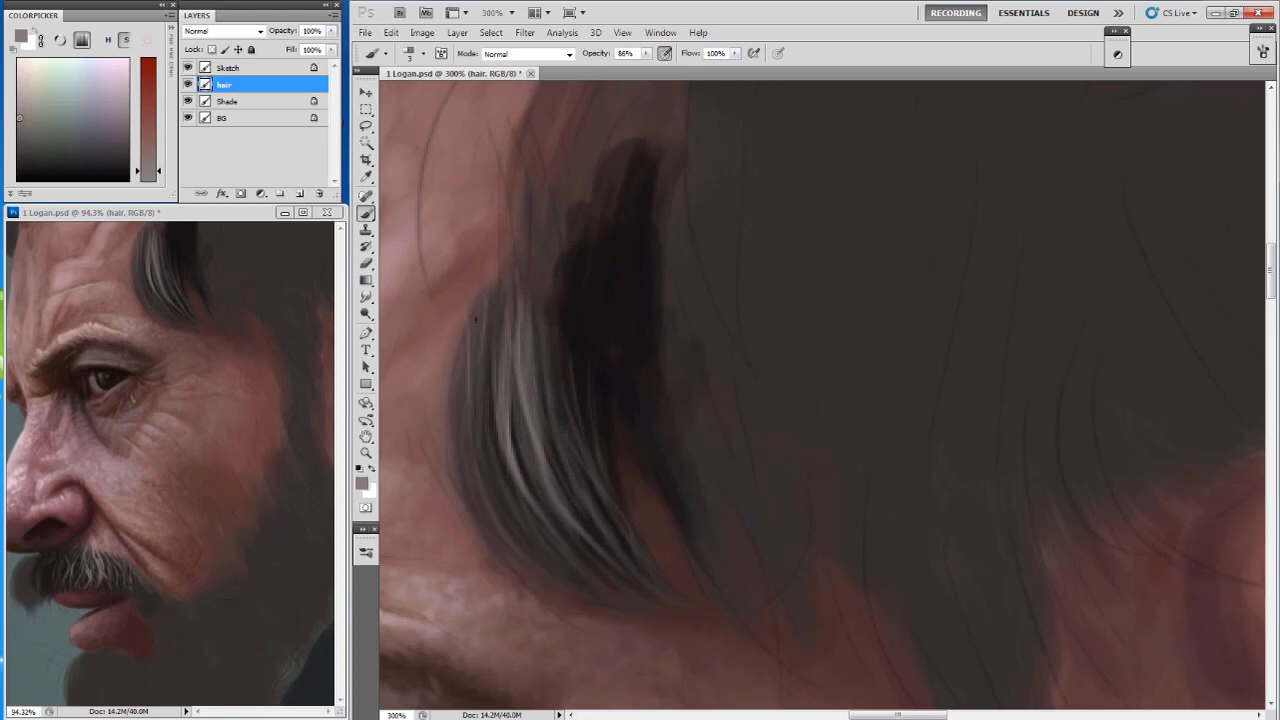 COLORPICKER
H
S
LAYERS
Normal
Opacity: 100%
Lock:
Fill: 100%
Sketch
hair
Shade
BG
1 Logan.psd @ 94.3% (hair, RGB/8) *
94.32%
Doc: 14.2M/40.0M
Ps
Br
Mb
300%
RECORDING
ESSENTIALS
DESIGN
CS Live
File
Edit
Image
Layer
Select
Filter
Analysis
3D
View
Window
Help
3
Mode: Normal
Opacity: 86%
Flow: 100%
1 Logan.psd @ 300% (hair, RGB/8) *
300%
Doc: 14.2M/40.0M